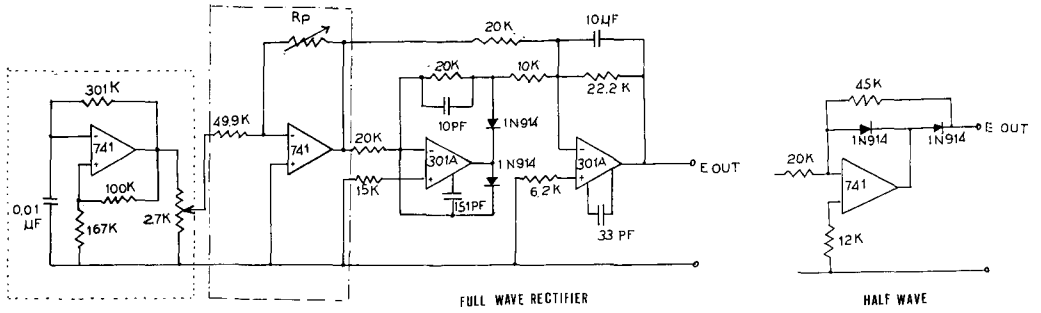 Rp
20K
10μF
20K
10K
22.2K
45K
301K
49.9K
10PF
1N914
1N914
1N914
E OUT
741
741
20K
301A
1N914
301A
E OUT
20K
741
0.01
μF
100K
2.7K
15K
151PF
6.2K
167K
33 PF
12K
FULL WAVE RECTIFIER
HALF WAVE